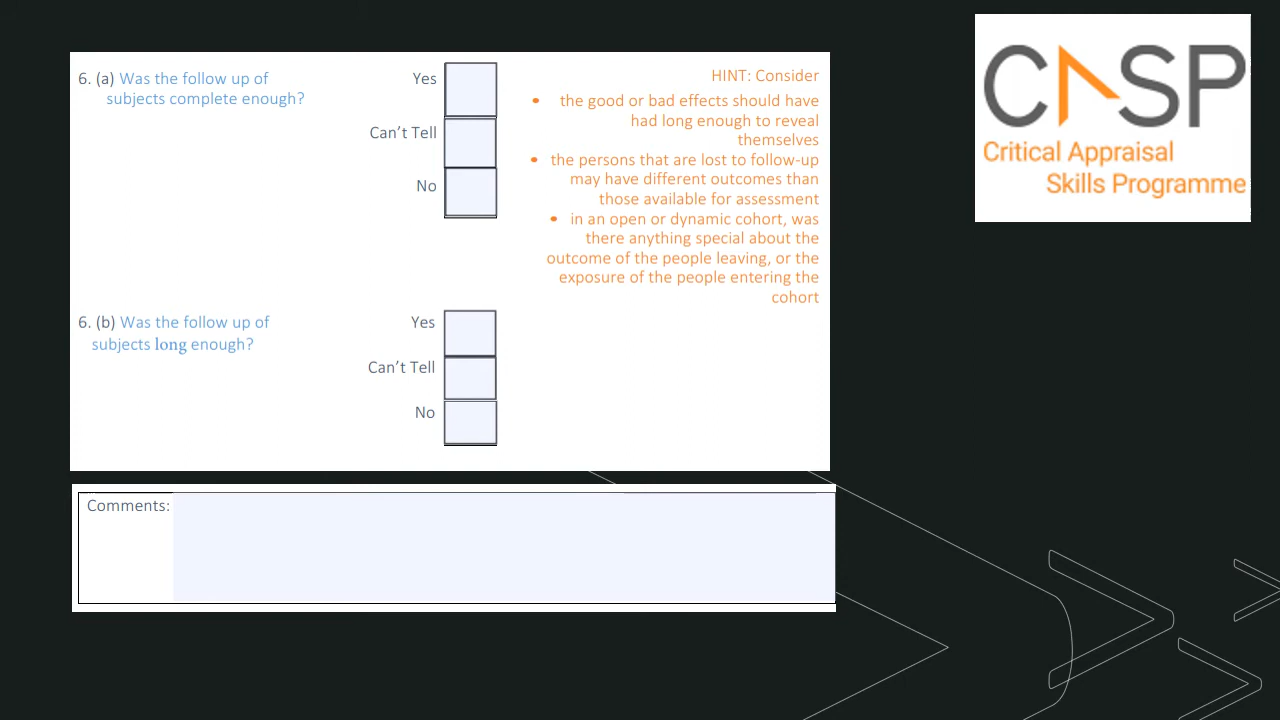 6. (a) Was the follow up of
subjects complete enough?
Yes
Can’t Tell
No
HINT: Consider
• the good or bad effects should have
had long enough to reveal
themselves
• the persons that are lost to follow-up
may have different outcomes than
those available for assessment
• in an open or dynamic cohort, was
there anything special about the
outcome of the people leaving, or the
exposure of the people entering the
cohort
6. (b) Was the follow up of
subjects long enough?
Yes
Can’t Tell
No
Comments:
CASP
Critical Appraisal
Skills Programme